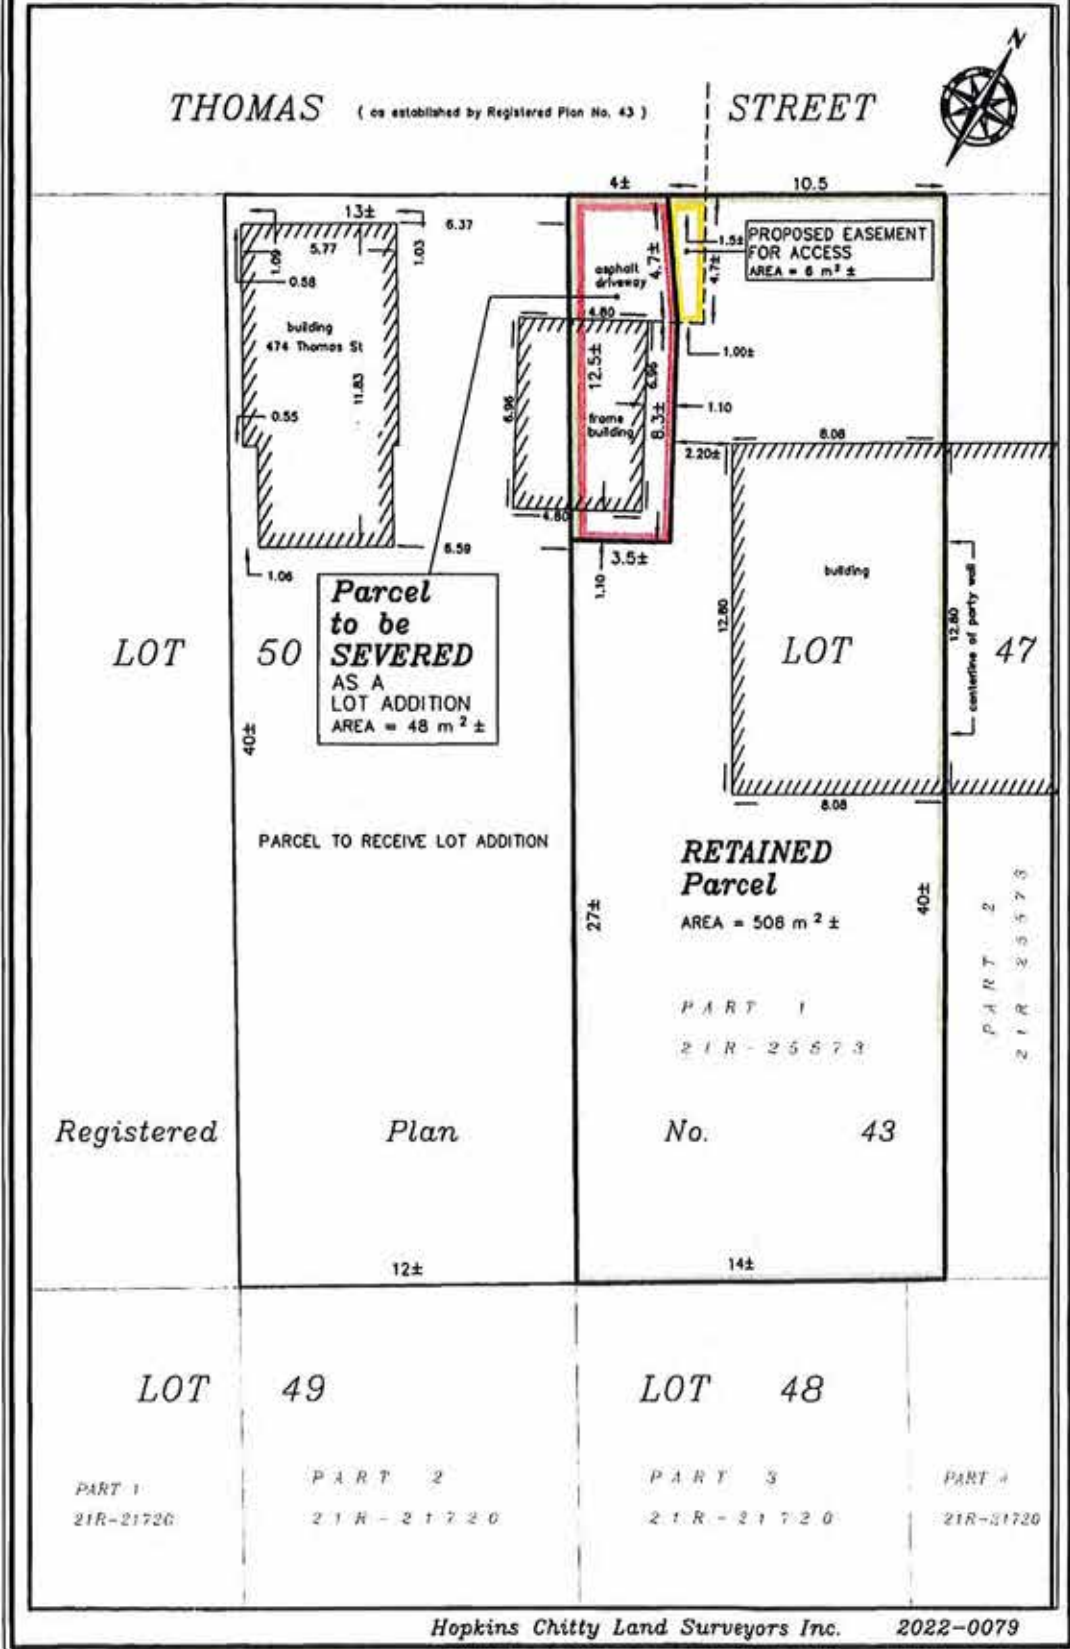 N
THOMAS ( as established by Registered Plan No. 43 ) STREET
4±
10.5
13±
6.37
5.77
1.09
1.03
0.58
4.7±
1.5±
4.7±
PROPOSED EASEMENT
FOR ACCESS
AREA = 6 m² ±
asphalt
driveway
4.80
building
474 Thomas St
1.00±
12.5±
6.96
6.96
11.83
0.55
frame
building
8.3±
1.10
2.20±
8.08
4.80
6.59
3.5±
1.06
1.10
building
12.80
12.80
centerline of party wall
Parcel
to be
SEVERED
AS A
LOT ADDITION
AREA = 48 m² ±
LOT 50
LOT 47
40±
8.08
PARCEL TO RECEIVE LOT ADDITION
RETAINED
Parcel
AREA = 508 m² ±
27±
40±
PART 2
21R-25573
PART 1
21R-25573
Registered Plan No. 43
12±
14±
LOT 49
LOT 48
PART 1
21R-21720
PART 2
21R-21720
PART 3
21R-21720
PART 4
21R-21720
Hopkins Chitty Land Surveyors Inc. 2022-0079